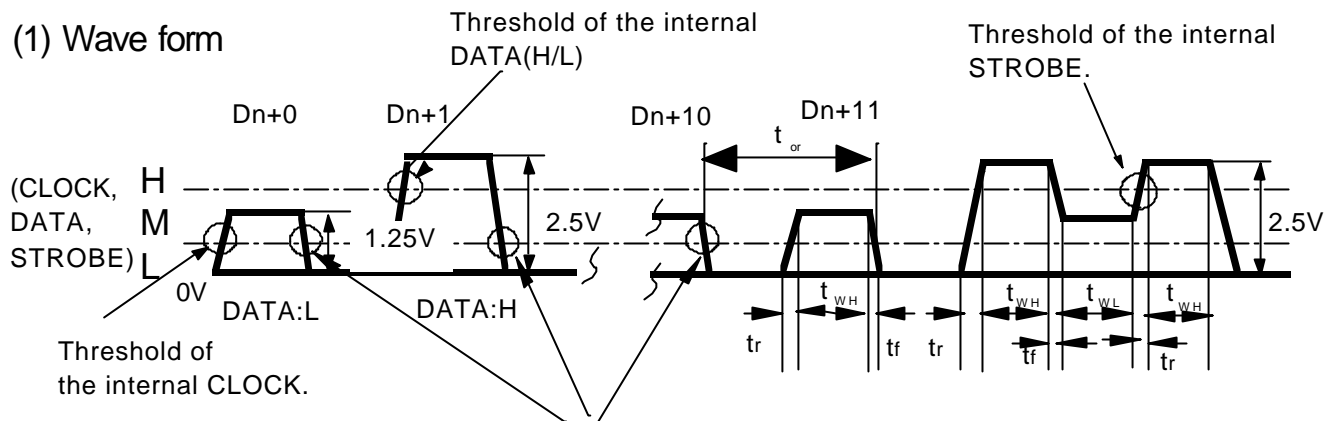 (1) Wave form
Threshold of the internal
DATA(H/L)
Threshold of the internal
STROBE.
Dn+0
Dn+1
Dn+10
Dn+11
t or
(CLOCK,
DATA,
STROBE)
H
M
L
1.25V
2.5V
2.5V
0V
DATA:L
DATA:H
t WH
t WH
t WL
t WH
tr
tf
tr
tf
tr
Threshold of
the internal CLOCK.